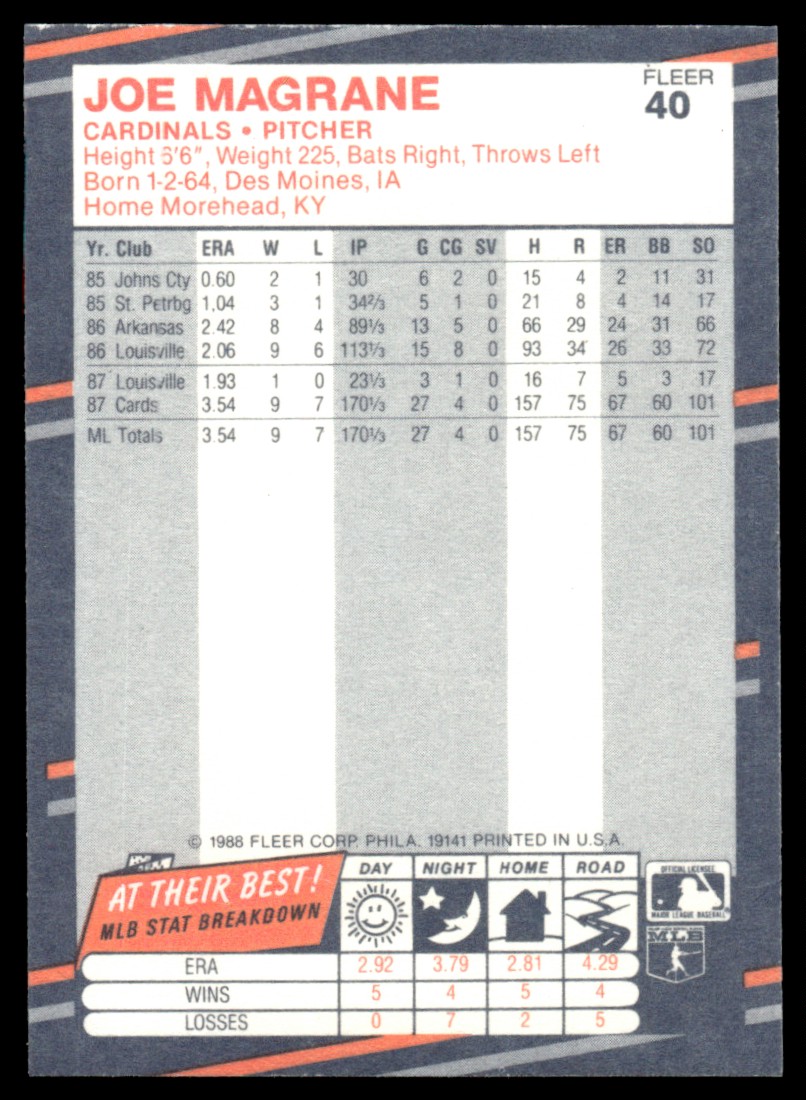 FLEER
40
JOE MAGRANE
CARDINALS • PITCHER
Height 6'6", Weight 225, Bats Right, Throws Left
Born 1-2-64, Des Moines, IA
Home Morehead, KY
Yr. Club ERA W L IP G CG SV H R ER BB SO
85 Johns Cty 0.60 2 1 30 6 2 0 15 4 2 11 31
85 St. Petrbg 1.04 3 1 34⅔ 5 1 0 21 8 4 14 17
86 Arkansas 2.42 8 4 89⅓ 13 5 0 66 29 24 31 66
86 Louisville 2.06 9 6 113⅓ 15 8 0 93 34 26 33 72
87 Louisville 1.93 1 0 23⅓ 3 1 0 16 7 5 3 17
87 Cards 3.54 9 7 170⅓ 27 4 0 157 75 67 60 101
ML Totals 3.54 9 7 170⅓ 27 4 0 157 75 67 60 101
© 1988 FLEER CORP. PHILA. 19141 PRINTED IN U.S.A.
AT THEIR BEST!
MLB STAT BREAKDOWN
DAY NIGHT HOME ROAD
ERA 2.92 3.79 2.81 4.29
WINS 5 4 5 4
LOSSES 0 7 2 5
OFFICIAL LICENSEE
MAJOR LEAGUE BASEBALL
MLB